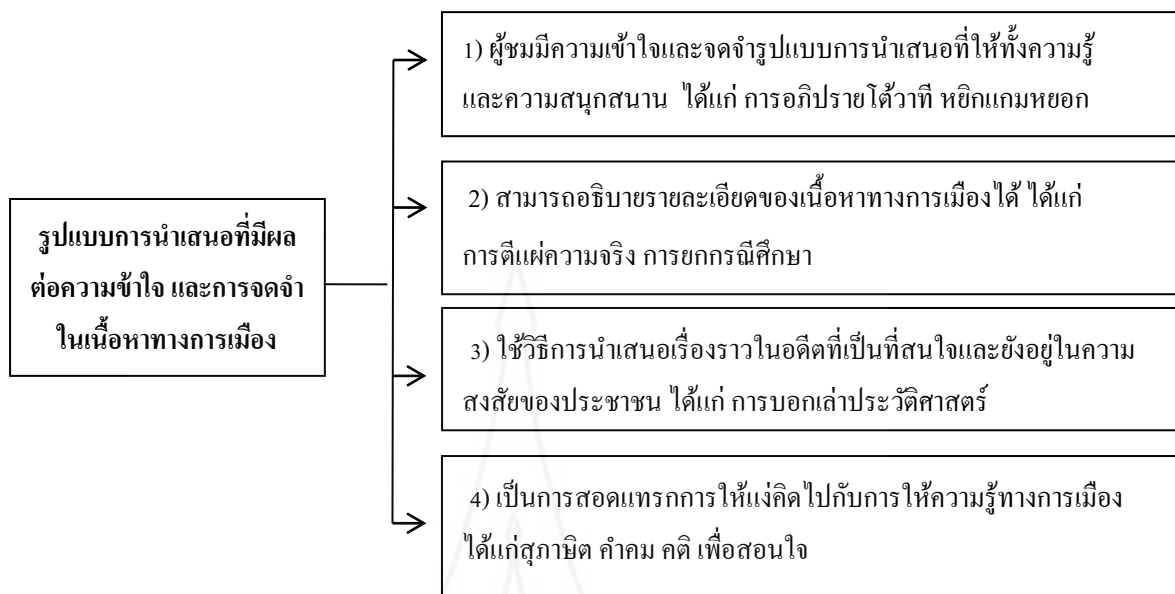 รูปแบบการนำเสนอที่มีผล
ต่อความข้าใจ และการจดจำ
ในเนื้อหาทางการเมือง
1) ผู้ชมมีความเข้าใจและจดจำรูปแบบการนำเสนอที่ให้ทั้งความรู้
และความสนุกสนาน ได้แก่ การอภิปรายโต้วาที หยิกแกมหยอก
2) สามารถอธิบายรายละเอียดของเนื้อหาทางการเมืองได้ ได้แก่
การตีแผ่ความจริง การยกกรณีศึกษา
3) ใช้วิธีการนำเสนอเรื่องราวในอดีตที่เป็นที่สนใจและยังอยู่ในความ
สงสัยของประชาชน ได้แก่ การบอกเล่าประวัติศาสตร์
4) เป็นการสอดแทรกการให้แง่คิดไปกับการให้ความรู้ทางการเมือง
ได้แก่สุภาษิต คำคม คติ เพื่อสอนใจ